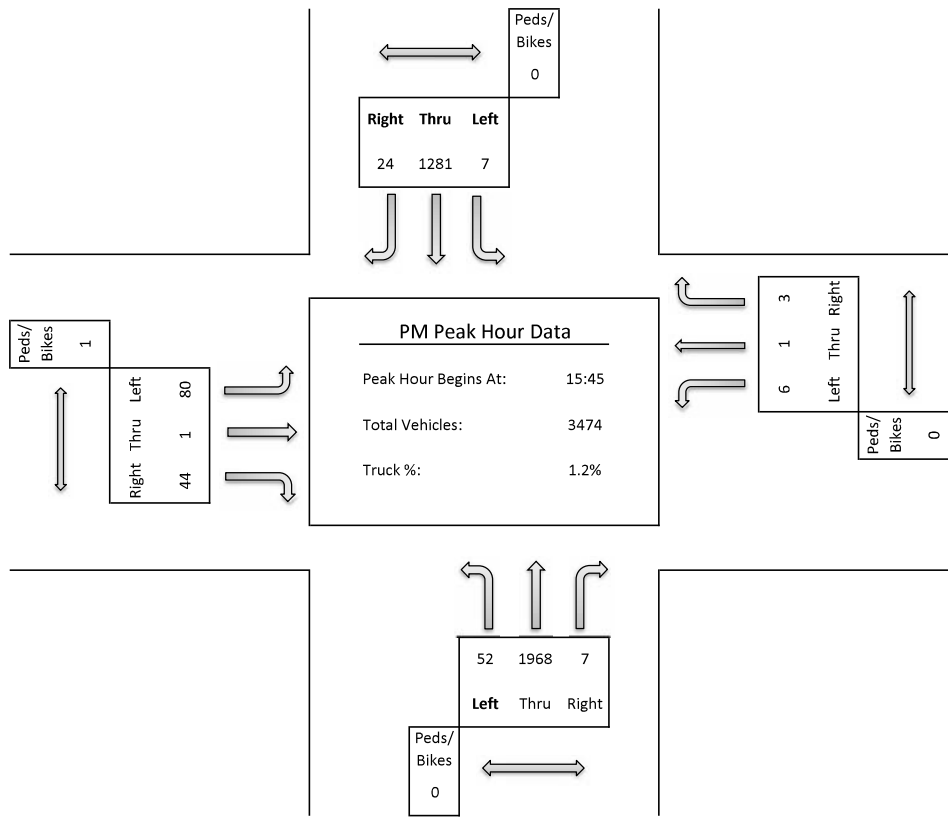 Peds/
Bikes
0
Right Thru Left
24 1281 7
Peds/
Bikes
1
Left
80
Thru
1
Right
44
PM Peak Hour Data
Peak Hour Begins At: 15:45
Total Vehicles: 3474
Truck %: 1.2%
3
Right
1
Thru
6
Left
Peds/
Bikes
0
52 1968 7
Left Thru Right
Peds/
Bikes
0